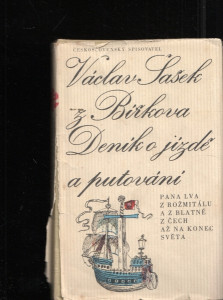 ČESKOSLOVENSKÝ SPISOVATEL
Václav Šašek
z Bířkova
Deník o jízdě
a putování
PANA LVA
Z ROŽMITÁLU
A Z BLATNÉ
Z ČECH
AŽ NA KONEC
SVĚTA